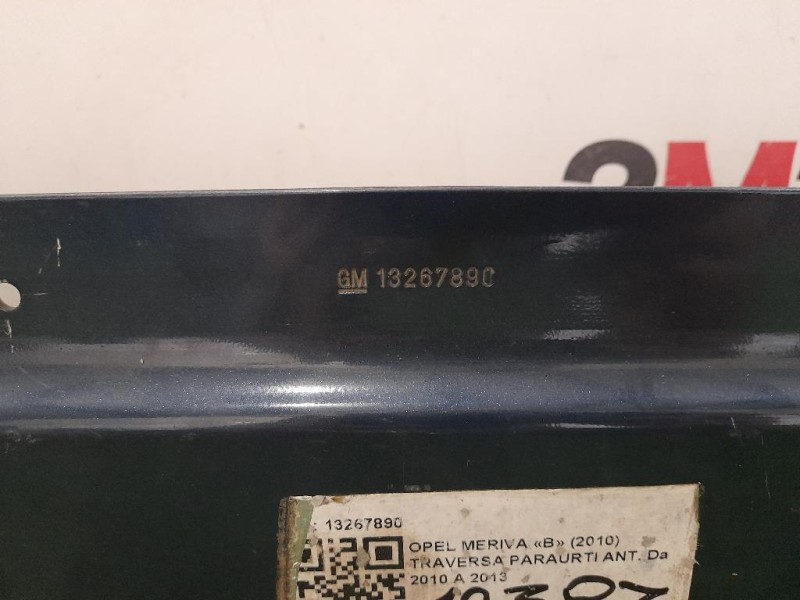 GM 13267890
: 13267890
OPEL MERIVA «B» (2010)
TRAVERSA PARAURTI ANT. Da
2010 A 2013